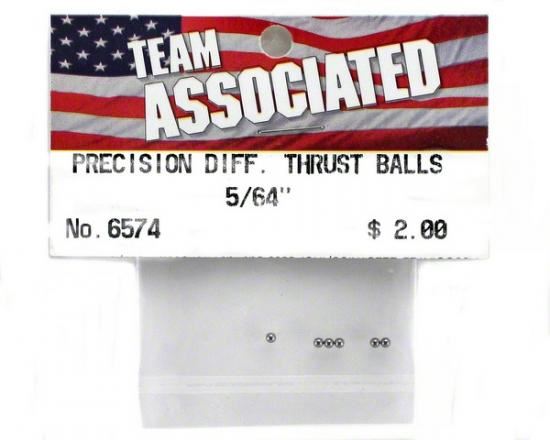 TEAM
ASSOCIATED
PRECISION DIFF. THRUST BALLS
5/64"
No. 6574 $ 2.00